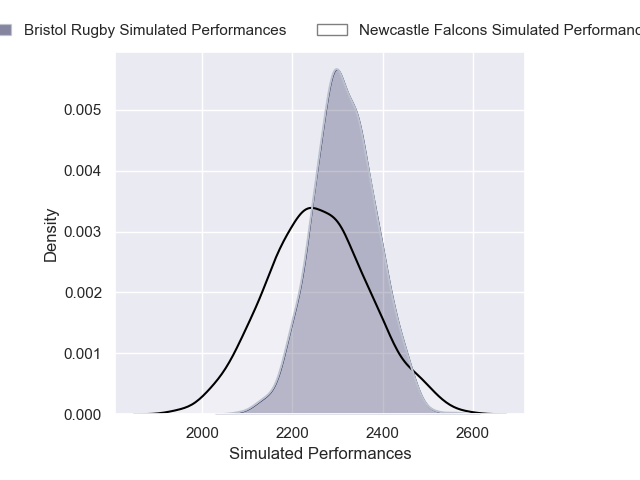 Bristol Rugby Simulated Performances
Newcastle Falcons Simulated
0.005
0.004
0.003
0.002
0.001
0.000
Density
2000 2200 2400 2600
Simulated Performances